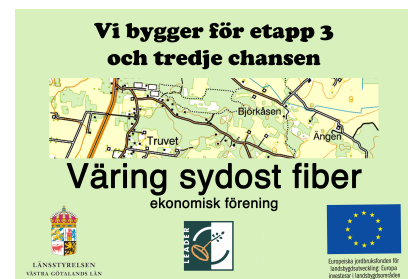 Vi bygger för etapp 3
och tredje chansen
Björkåsen
Truvet
Ängen
Väring sydost fiber
ekonomisk förening
LEADER
LÄNSSTYRELSEN
VÄSTRA GÖTALANDS LÄN
Europeiska jordbruksfonden för
landsbygdsutveckling: Europa
investerar i landsbygdsområden